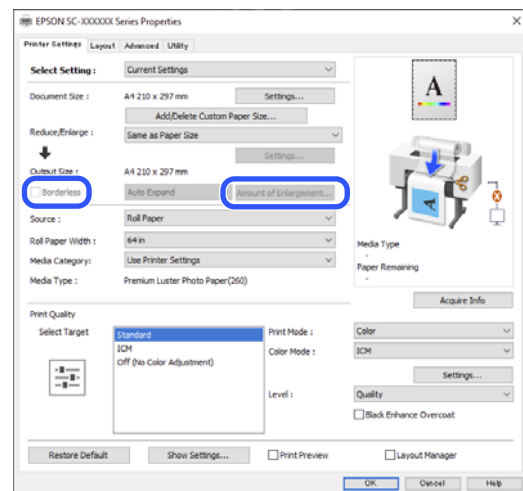 EPSON SC-XXXXXX Series Properties
Printer Settings Layout Advanced Utility
Select Setting : Current Settings
Document Size : A4 210 x 297 mm Settings...
Add/Delete Custom Paper Size...
Reduce/Enlarge : Same as Paper Size
Settings...
Output Size : A4 210 x 297 mm
Borderless Auto Expand Amount of Enlargement...
Source : Roll Paper
Roll Paper Width : 64 in
Media Category: Use Printer Settings
Media Type : Premium Luster Photo Paper(260)
A
Media Type
-
Paper Remaining
-
Acquire Info
Print Quality
Select Target
Standard
ICM
Off (No Color Adjustment)
Print Mode : Color
Color Mode : ICM
Settings...
Level : Quality
Black Enhance Overcoat
Restore Default Show Settings... Print Preview Layout Manager
OK Cancel Help